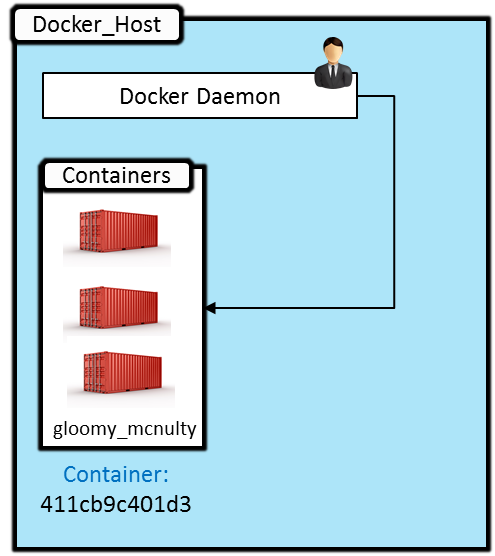 Docker_Host
Docker Daemon
Containers
gloomy_mcnulty
Container:
411cb9c401d3